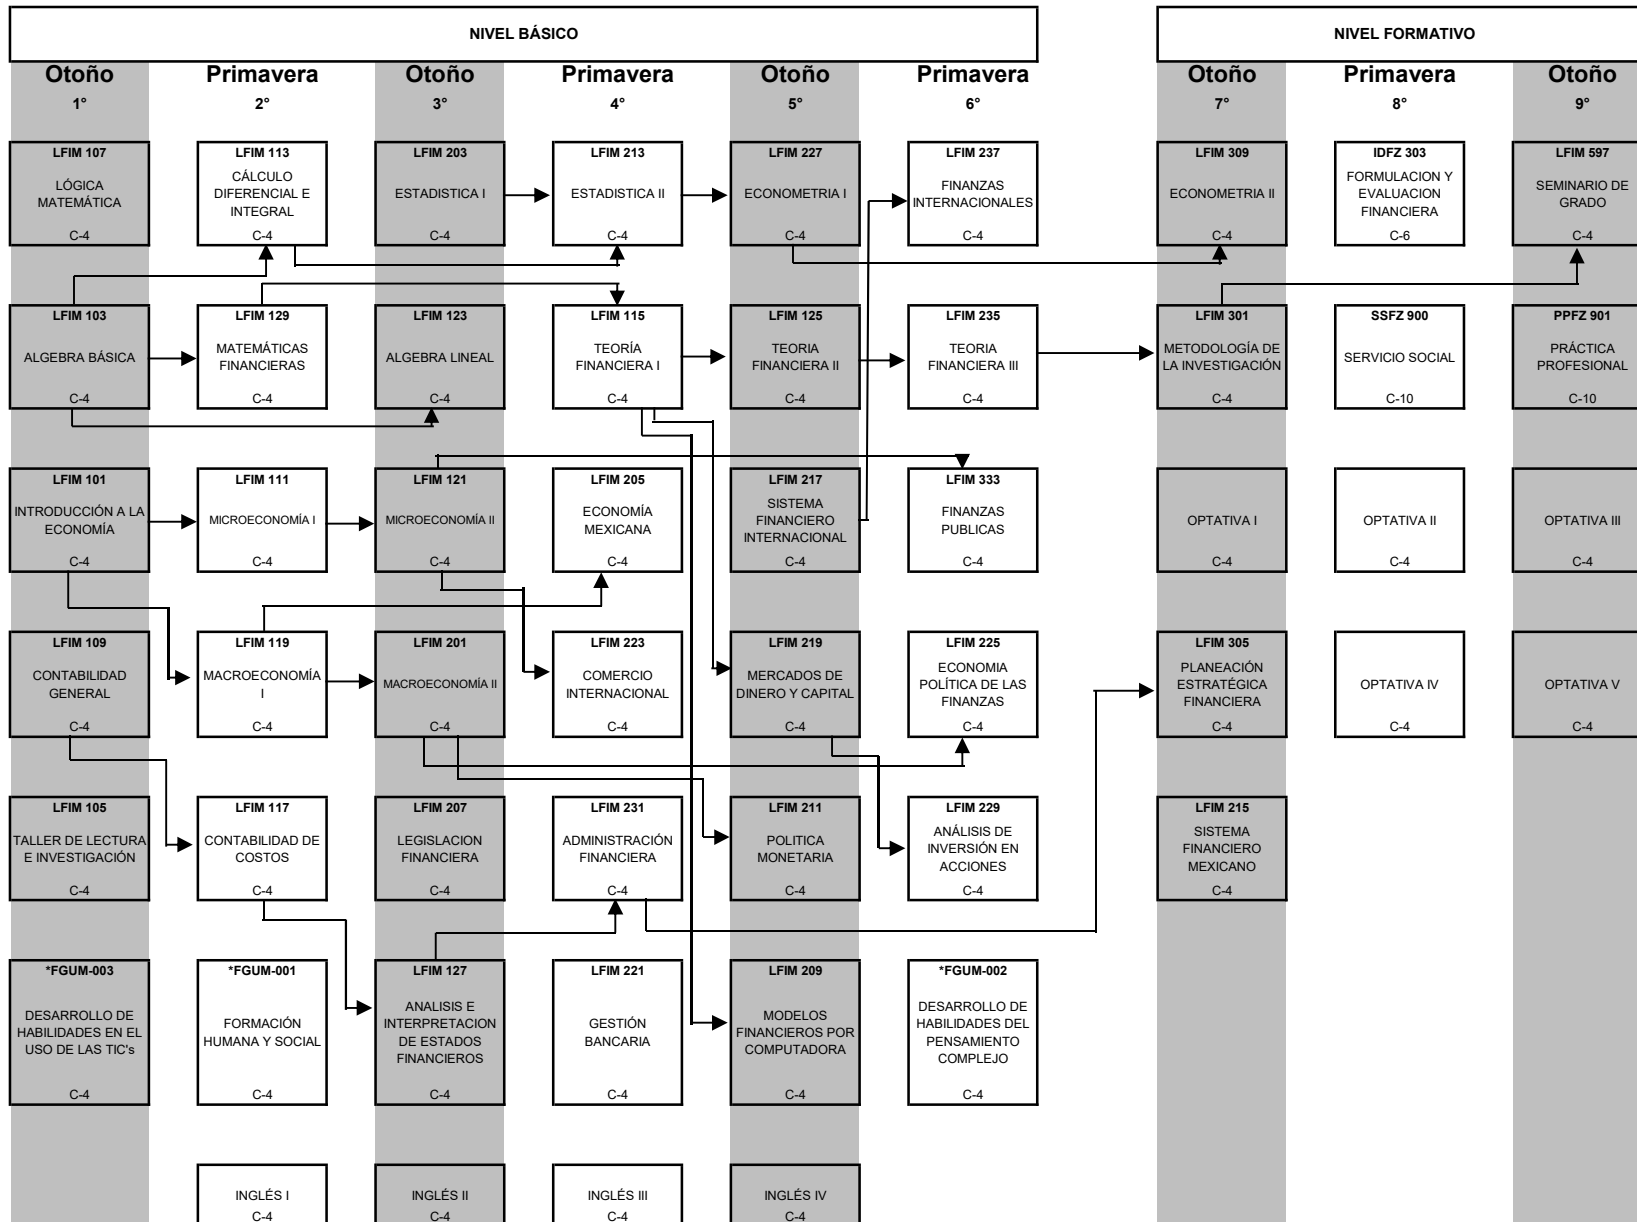 NIVEL BÁSICO
NIVEL FORMATIVO
Otoño
Primavera
Otoño
Primavera
Otoño
Primavera
Otoño
Primavera
Otoño
1°
2°
3°
4°
5°
6°
7°
8°
9°
LFIM 107
LÓGICA
MATEMÁTICA
C-4
LFIM 113
CÁLCULO
DIFERENCIAL E
INTEGRAL
C-4
LFIM 203
ESTADISTICA I
C-4
LFIM 213
ESTADISTICA II
C-4
LFIM 227
ECONOMETRIA I
C-4
LFIM 237
FINANZAS
INTERNACIONALES
C-4
LFIM 309
ECONOMETRIA II
C-4
IDFZ 303
FORMULACION Y
EVALUACION
FINANCIERA
C-6
LFIM 597
SEMINARIO DE
GRADO
C-4
LFIM 103
ALGEBRA BÁSICA
C-4
LFIM 129
MATEMÁTICAS
FINANCIERAS
C-4
LFIM 123
ALGEBRA LINEAL
C-4
LFIM 115
TEORÍA
FINANCIERA I
C-4
LFIM 125
TEORIA
FINANCIERA II
C-4
LFIM 235
TEORIA
FINANCIERA III
C-4
LFIM 301
METODOLOGÍA DE
LA INVESTIGACIÓN
C-4
SSFZ 900
SERVICIO SOCIAL
C-10
PPFZ 901
PRÁCTICA
PROFESIONAL
C-10
LFIM 101
INTRODUCCIÓN A LA
ECONOMÍA
C-4
LFIM 111
MICROECONOMÍA I
C-4
LFIM 121
MICROECONOMÍA II
C-4
LFIM 205
ECONOMÍA
MEXICANA
C-4
LFIM 217
SISTEMA
FINANCIERO
INTERNACIONAL
C-4
LFIM 333
FINANZAS
PUBLICAS
C-4
OPTATIVA I
C-4
OPTATIVA II
C-4
OPTATIVA III
C-4
LFIM 109
CONTABILIDAD
GENERAL
C-4
LFIM 119
MACROECONOMÍA
I
C-4
LFIM 201
MACROECONOMÍA II
C-4
LFIM 223
COMERCIO
INTERNACIONAL
C-4
LFIM 219
MERCADOS DE
DINERO Y CAPITAL
C-4
LFIM 225
ECONOMIA
POLÍTICA DE LAS
FINANZAS
C-4
LFIM 305
PLANEACIÓN
ESTRATÉGICA
FINANCIERA
C-4
OPTATIVA IV
C-4
OPTATIVA V
C-4
LFIM 105
TALLER DE LECTURA
E INVESTIGACIÓN
C-4
LFIM 117
CONTABILIDAD DE
COSTOS
C-4
LFIM 207
LEGISLACION
FINANCIERA
C-4
LFIM 231
ADMINISTRACIÓN
FINANCIERA
C-4
LFIM 211
POLITICA
MONETARIA
C-4
LFIM 229
ANÁLISIS DE
INVERSIÓN EN
ACCIONES
C-4
LFIM 215
SISTEMA
FINANCIERO
MEXICANO
C-4
*FGUM-003
DESARROLLO DE
HABILIDADES EN EL
USO DE LAS TIC's
C-4
*FGUM-001
FORMACIÓN
HUMANA Y SOCIAL
C-4
LFIM 127
ANALISIS E
INTERPRETACION
DE ESTADOS
FINANCIEROS
C-4
LFIM 221
GESTIÓN
BANCARIA
C-4
LFIM 209
MODELOS
FINANCIEROS POR
COMPUTADORA
C-4
*FGUM-002
DESARROLLO DE
HABILIDADES DEL
PENSAMIENTO
COMPLEJO
C-4
INGLÉS I
C-4
INGLÉS II
C-4
INGLÉS III
C-4
INGLÉS IV
C-4